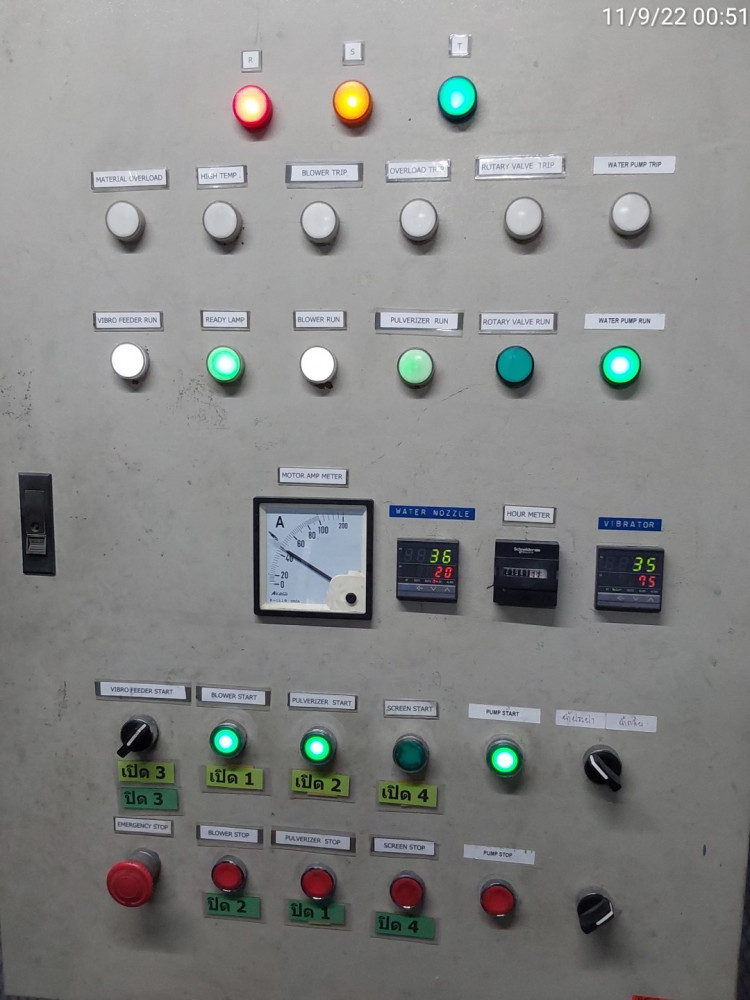 11/9/22 00:51
R S T
MATERIAL OVERLOAD HIGH TEMP BLOWER TRIP OVERLOAD TRIP ROTARY VALVE TRIP WATER PUMP TRIP
VIBRO FEEDER RUN READY LAMP BLOWER RUN PULVERIZER RUN ROTARY VALVE RUN WATER PUMP RUN
MOTOR AMP METER
WATER NOZZLE HOUR METER VIBRATOR
A
0 20 40 60 80 100 200
36
20
Schneider
35
75
VIBRO FEEDER START BLOWER START PULVERIZER START SCREEN START PUMP START
เปิด 3 เปิด 1 เปิด 2 เปิด 4
ปิด 3
EMERGENCY STOP BLOWER STOP PULVERIZER STOP SCREEN STOP PUMP STOP
ปิด 2 ปิด 1 ปิด 4